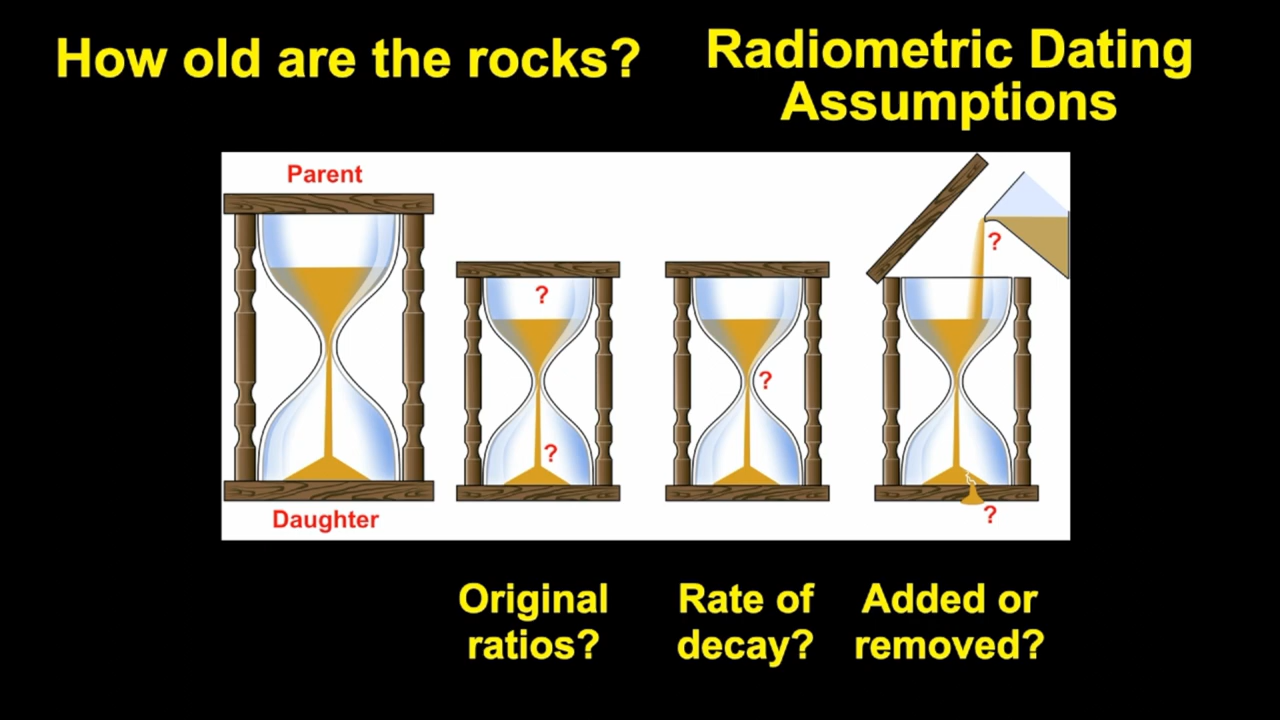 How old are the rocks?
Radiometric Dating
Assumptions
Parent
?
?
?
?
?
Daughter
Original
ratios?
Rate of
decay?
Added or
removed?